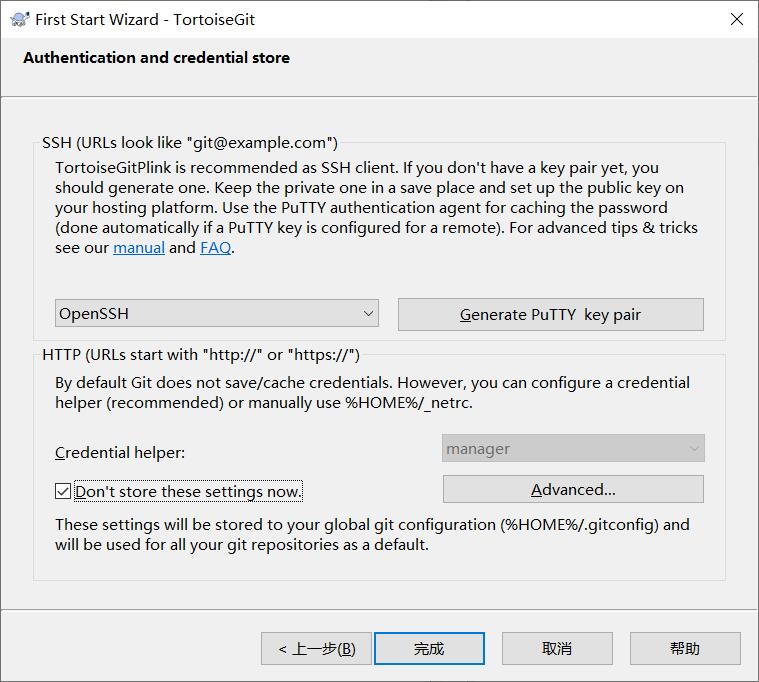 First Start Wizard - TortoiseGit
Authentication and credential store
SSH (URLs look like "git@example.com")
TortoiseGitPlink is recommended as SSH client. If you don't have a key pair yet, you
should generate one. Keep the private one in a save place and set up the public key on
your hosting platform. Use the PuTTY authentication agent for caching the password
(done automatically if a PuTTY key is configured for a remote). For advanced tips & tricks
see our manual and FAQ.
OpenSSH
Generate PuTTY  key pair
HTTP (URLs start with "http://" or "https://")
By default Git does not save/cache credentials. However, you can configure a credential
helper (recommended) or manually use %HOME%/_netrc.
Credential helper:
manager
Don't store these settings now.
Advanced...
These settings will be stored to your global git configuration (%HOME%/.gitconfig) and
will be used for all your git repositories as a default.
< 上一步(B)
完成
取消
帮助